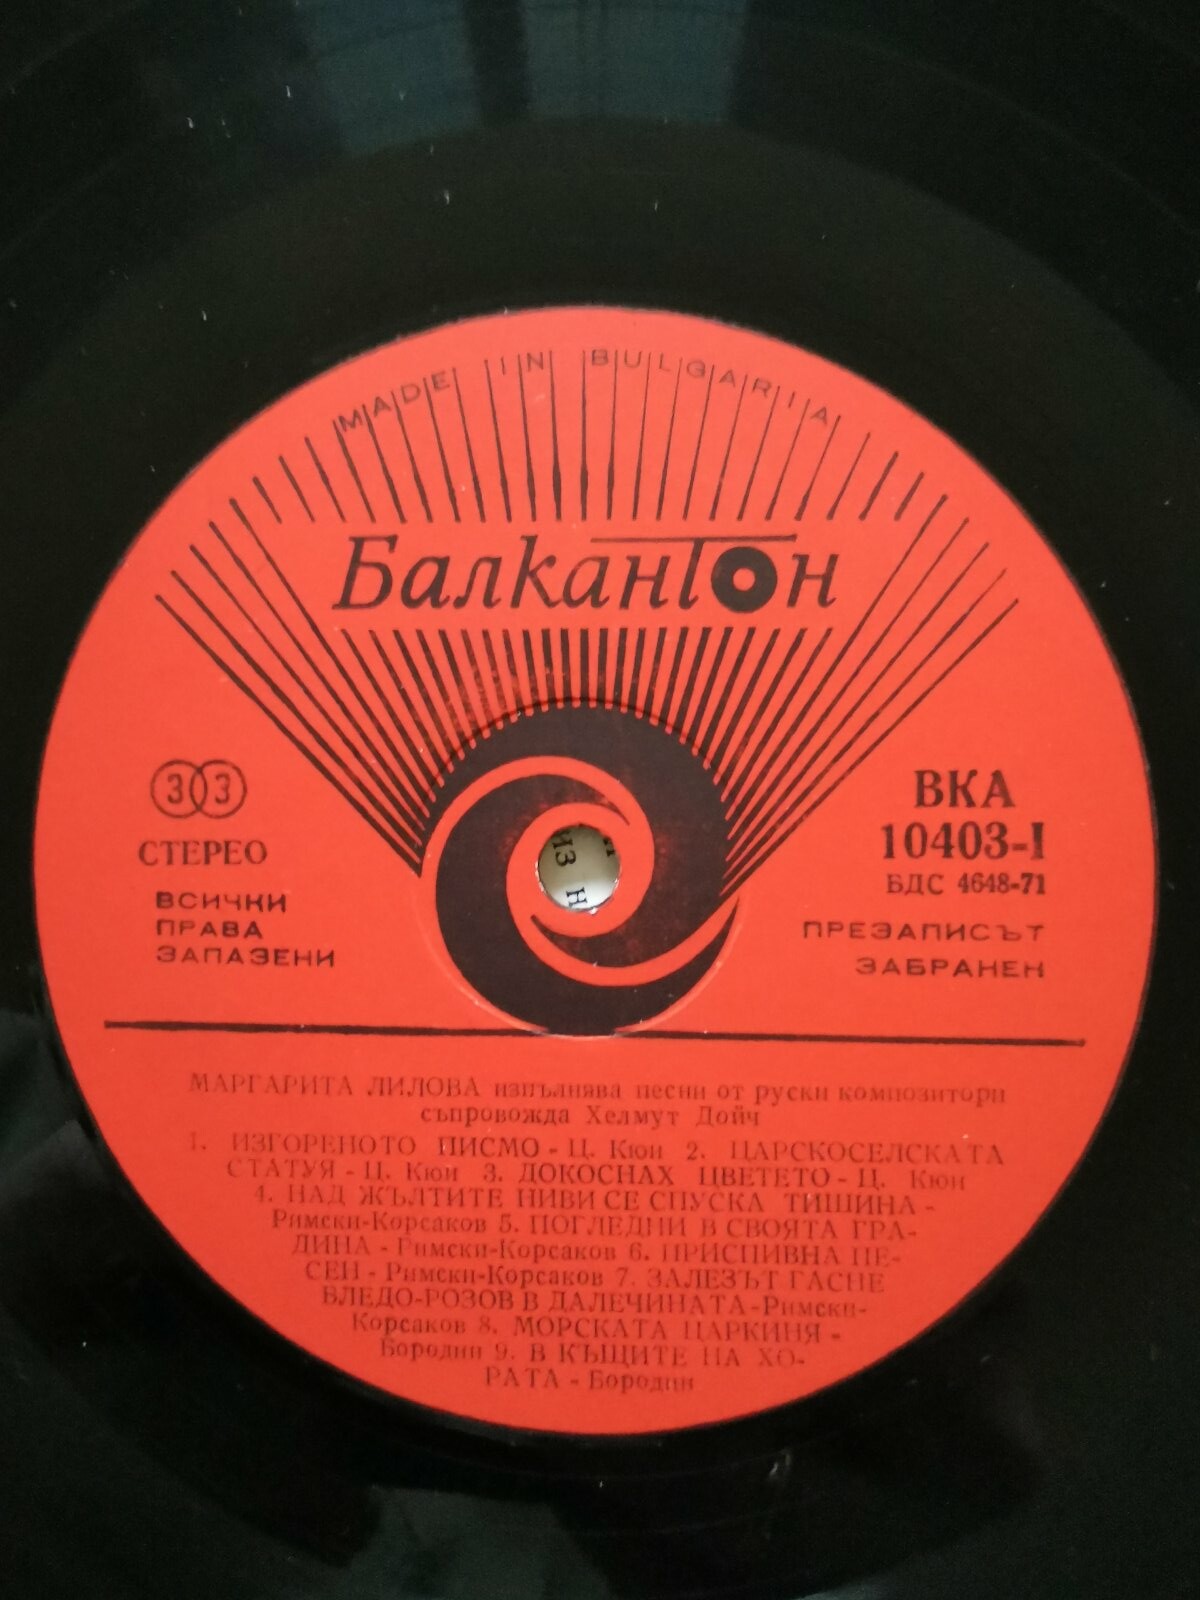 MADE IN BULGARIA
Балкантон
33
СТЕРЕО
ВСИЧКИ
ПРАВА
ЗАПАЗЕНИ
ВКА
10403-I
БДС 4648-71
ПРЕЗАПИСЪТ
ЗАБРАНЕН
ИЗ Н
МАРГАРИТА ЛИЛОВА изпълнява песни от руски композитори
съпровожда Хелмут Дойч
1. ИЗГОРЕНОТО ПИСМО - Ц. Кюи 2. ЦАРСКОСЕЛСКАТА
СТАТУЯ - Ц. Кюи 3. ДОКОСНАХ ЦВЕТЕТО - Ц. Кюи
4. НАД ЖЪЛТИТЕ НИВИ СЕ СПУСКА ТИШИНА -
Римски-Корсаков 5. ПОГЛЕДНИ В СВОЯТА ГРА-
ДИНА - Римски-Корсаков 6. ПРИСПИВНА ПЕ-
СЕН - Римски-Корсаков 7. ЗАЛЕЗЪТ ГАСНЕ
БЛЕДО-РОЗОВ В ДАЛЕЧИНАТА - Римски-
Корсаков 8. МОРСКАТА ЦАРКИНЯ -
Бородин 9. В КЪЩИТЕ НА ХО-
РАТА - Бородин